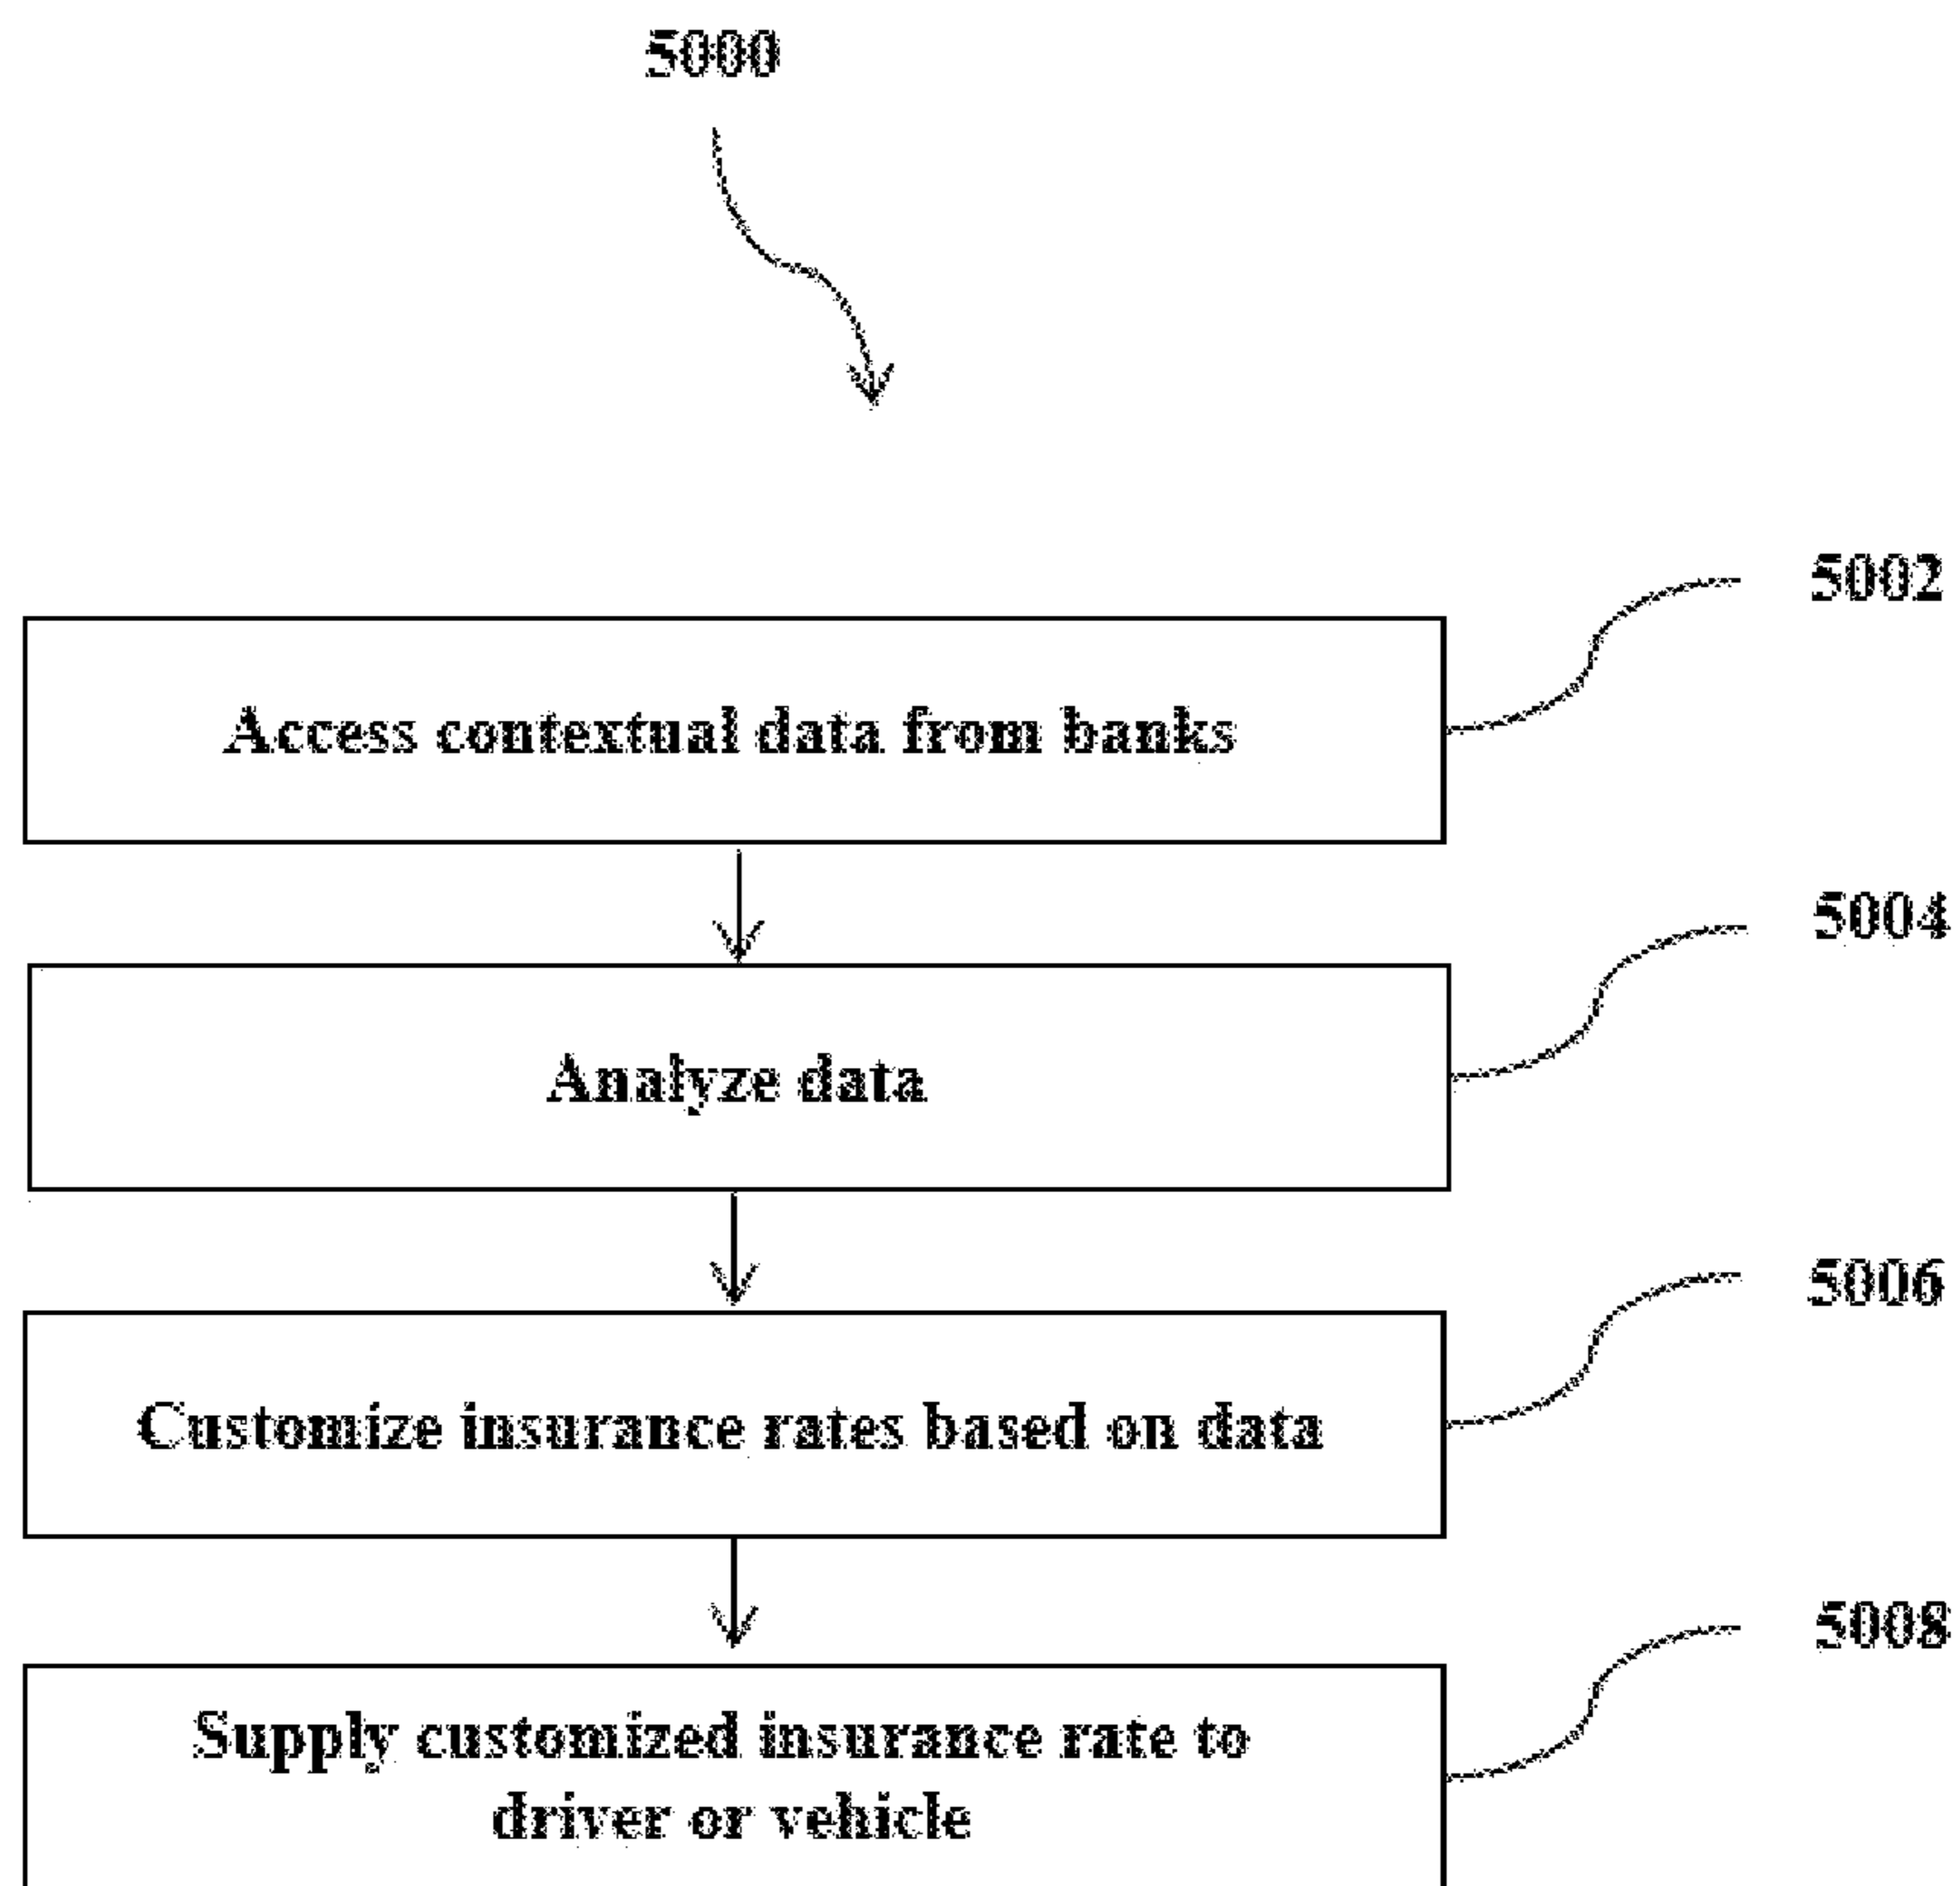 5000
5002
Access contextual data from banks
5004
Analyze data
5006
Customize insurance rates based on data
5008
Supply customized insurance rate to
driver or vehicle